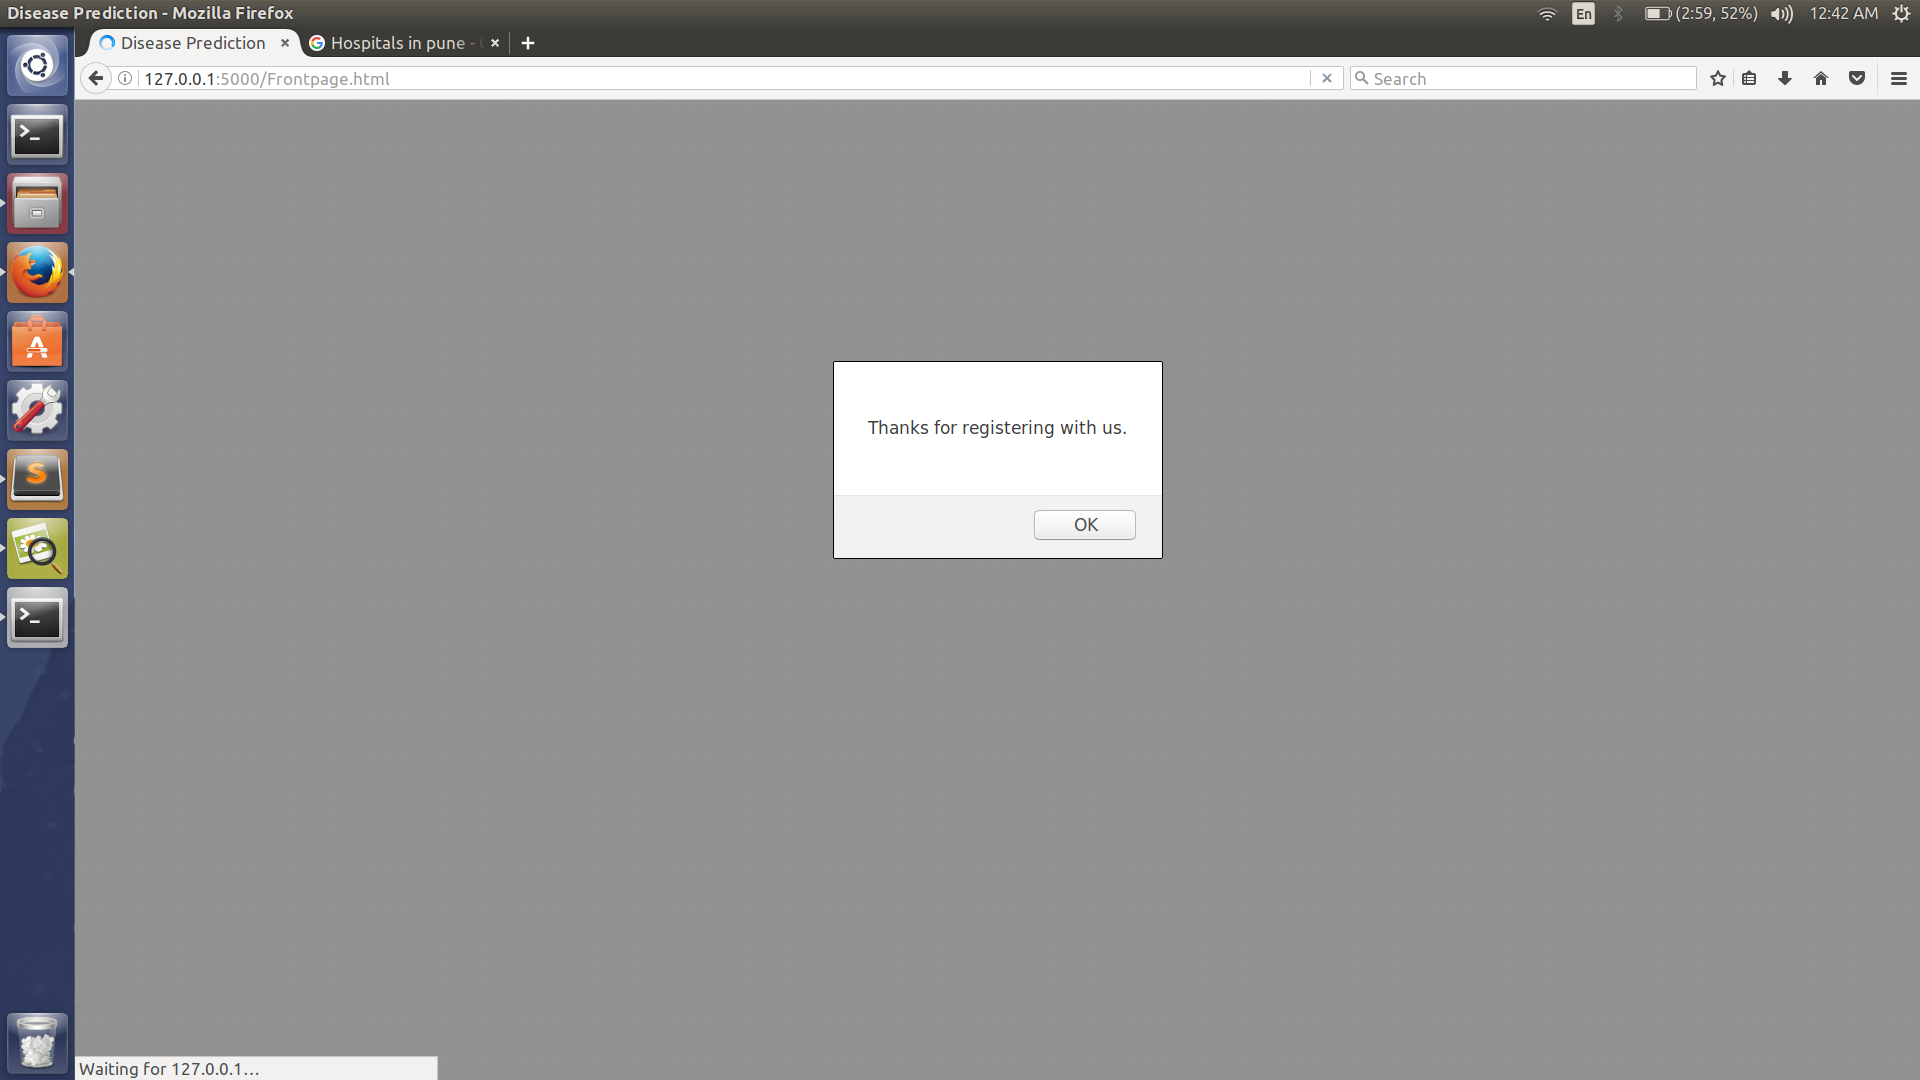 Disease Prediction - Mozilla Firefox
En
(2:59, 52%)
12:42 AM
Disease Prediction
Hospitals in pune -
127.0.0.1:5000/Frontpage.html
Search
Thanks for registering with us.
OK
Waiting for 127.0.0.1...